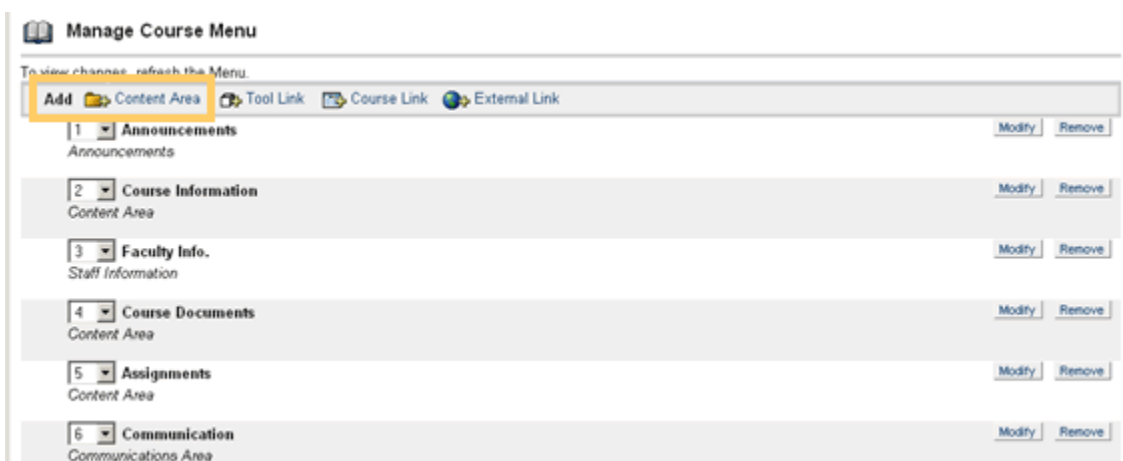 Manage Course Menu
To view changes, refresh the Menu.
Add Content Area Tool Link Course Link External Link
1 Announcements Modify Remove
Announcements
2 Course Information Modify Remove
Content Area
3 Faculty Info. Modify Remove
Staff Information
4 Course Documents Modify Remove
Content Area
5 Assignments Modify Remove
Content Area
6 Communication Modify Remove
Communications Area